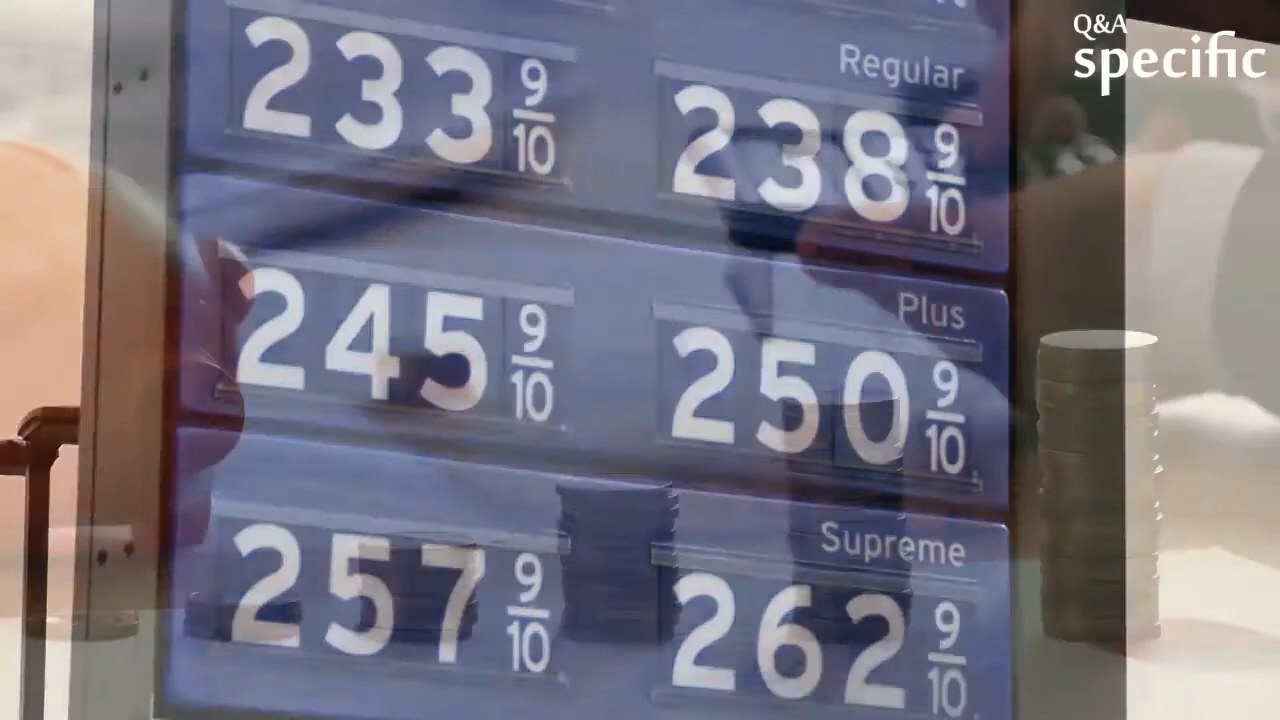 Q&A
specific
Regular
233 9/10
238 9/10
Plus
245 9/10
250 9/10
Supreme
257 9/10
262 9/10